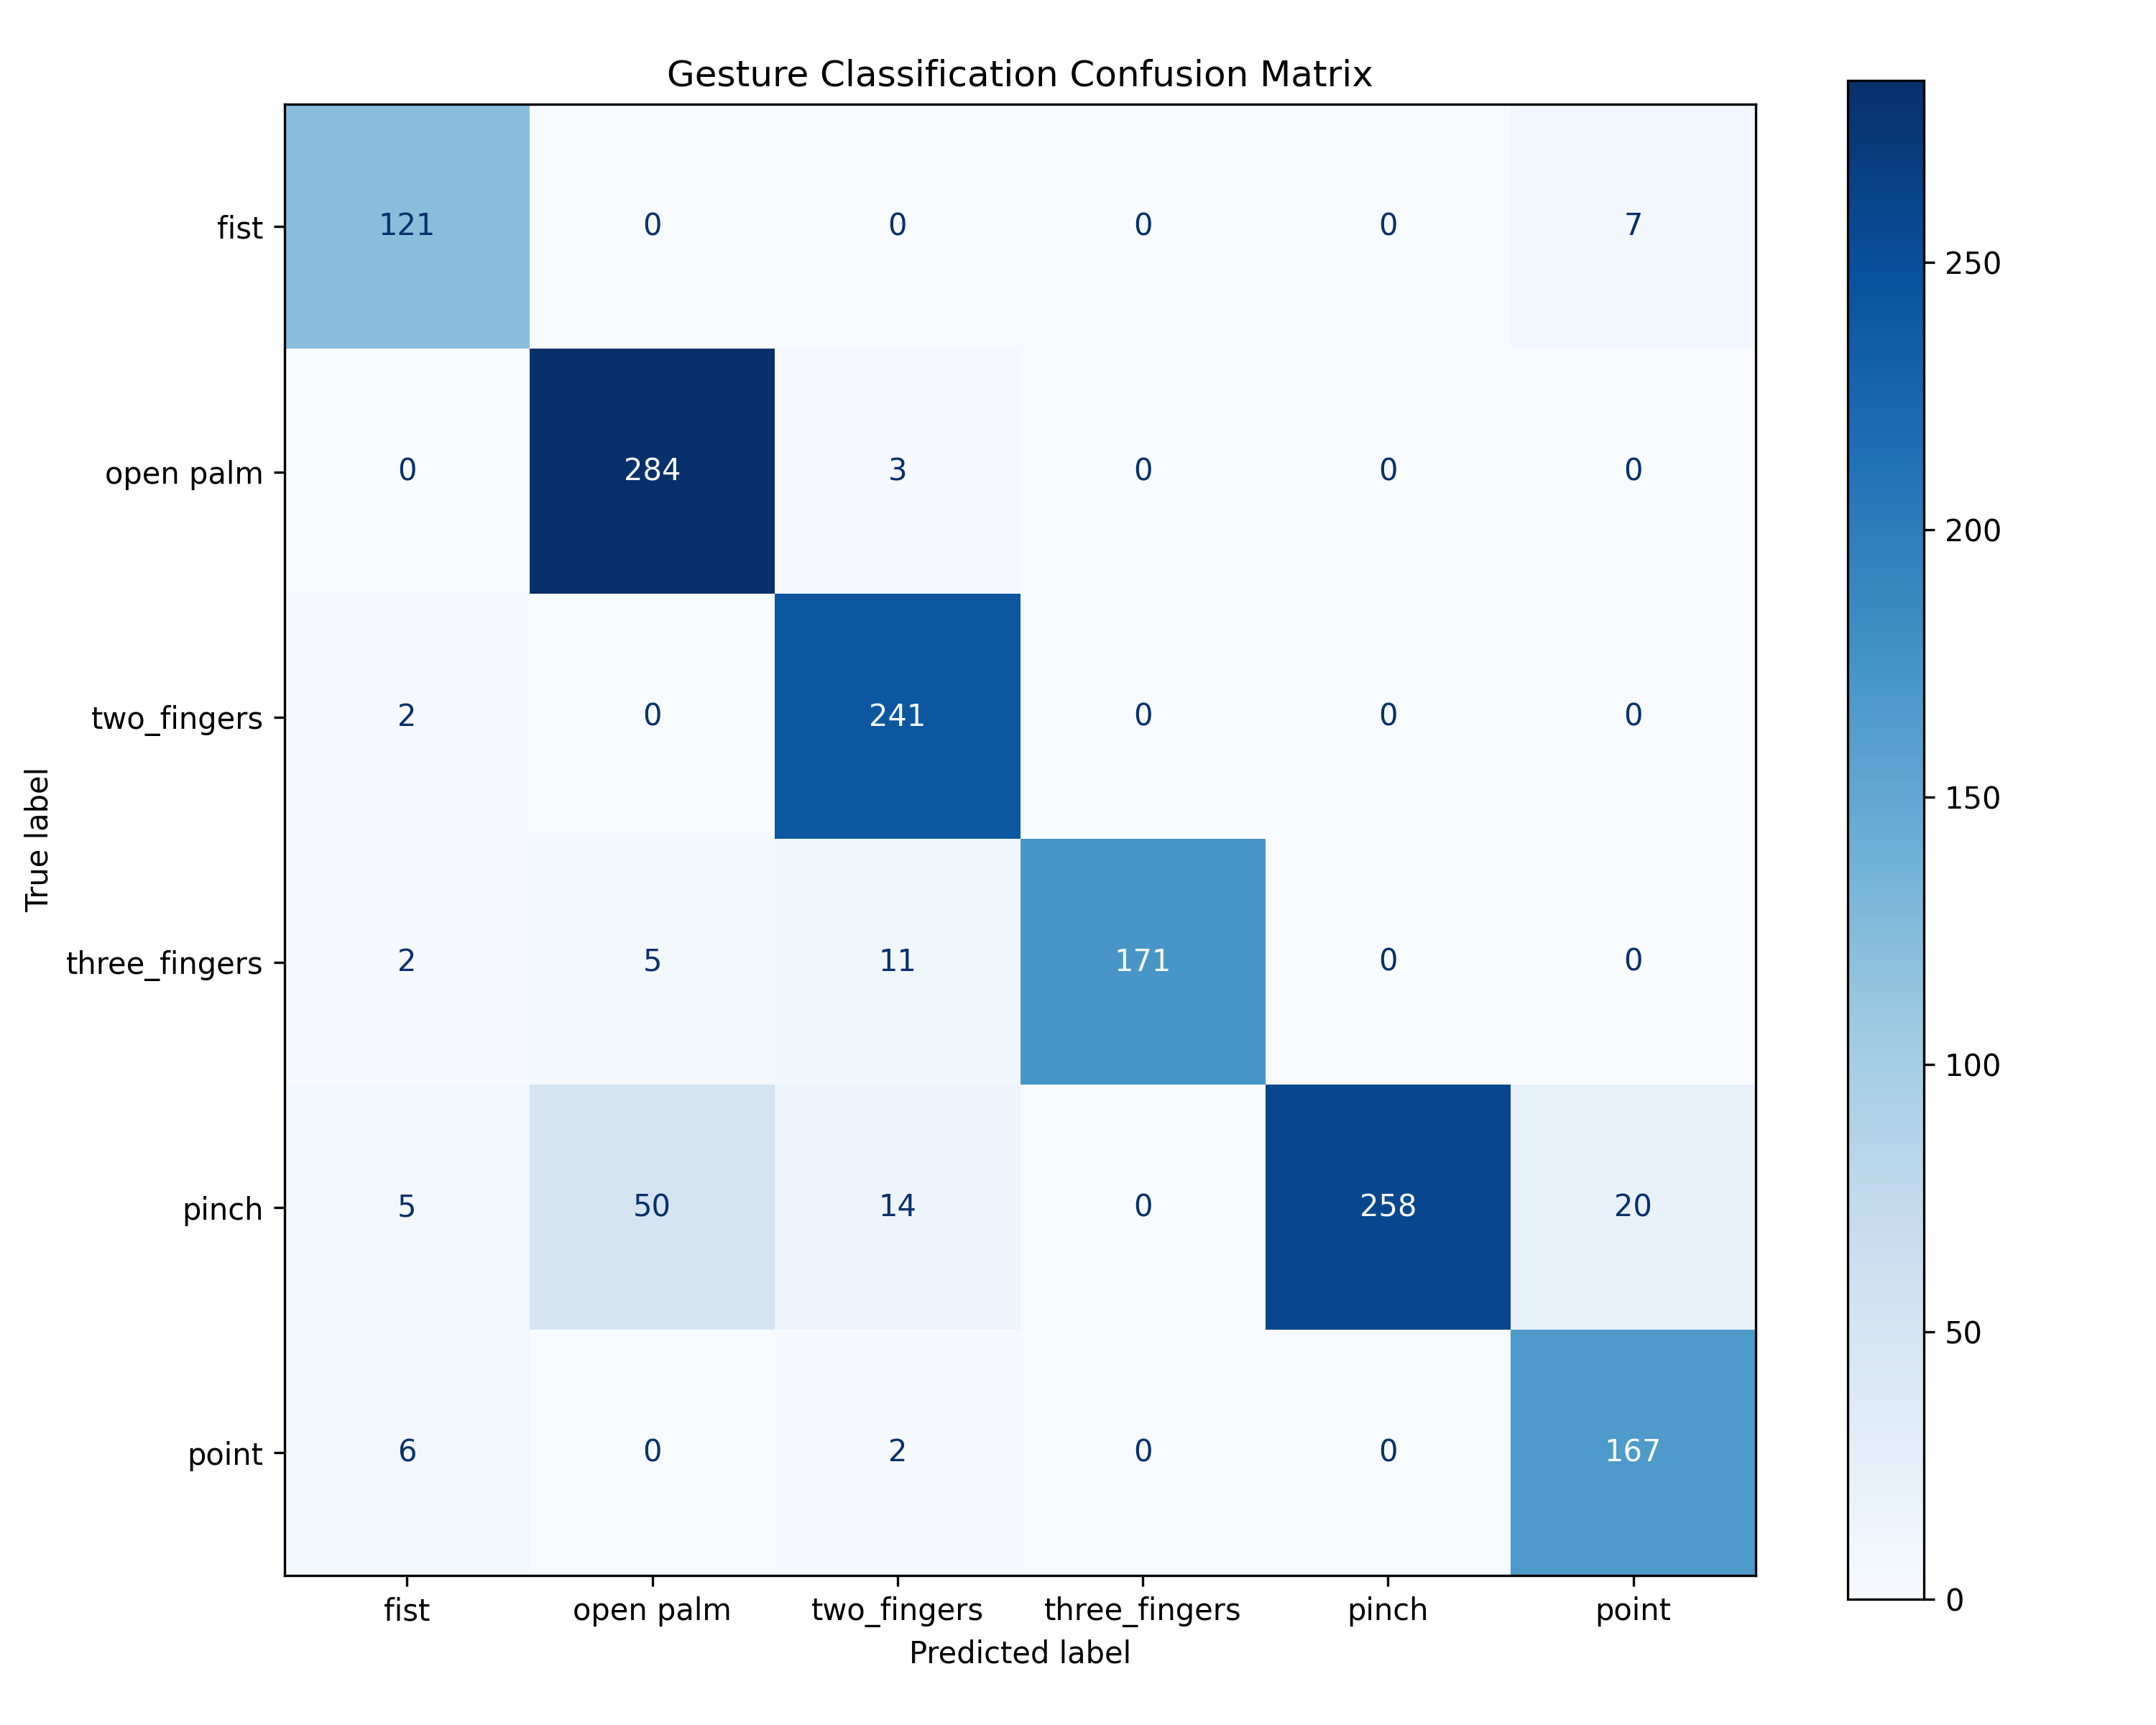 Gesture Classification Confusion Matrix
True label
fist 121 0 0 0 0 7
open palm 0 284 3 0 0 0
two_fingers 2 0 241 0 0 0
three_fingers 2 5 11 171 0 0
pinch 5 50 14 0 258 20
point 6 0 2 0 0 167
fist open palm two_fingers three_fingers pinch point
Predicted label
250
200
150
100
50
0